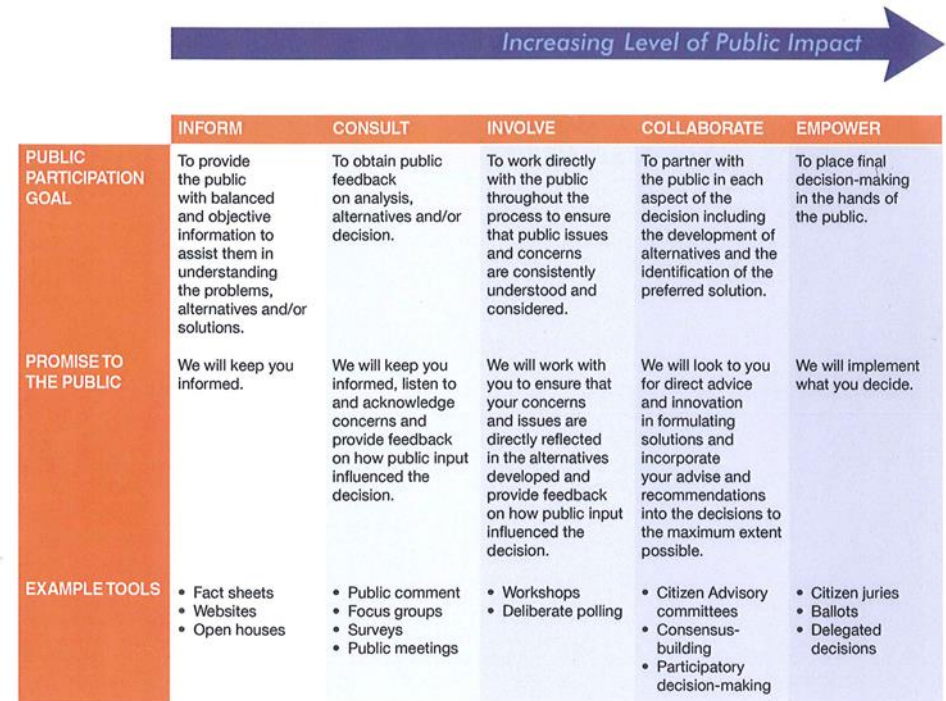 Increasing Level of Public Impact
INFORM
CONSULT
INVOLVE
COLLABORATE
EMPOWER
PUBLIC
PARTICIPATION
GOAL
To provide
the public
with balanced
and objective
information to
assist them in
understanding
the problems,
alternatives and/or
solutions.
To obtain public
feedback
on analysis,
alternatives and/or
decision.
To work directly
with the public
throughout the
process to ensure
that public issues
and concerns
are consistently
understood and
considered.
To partner with
the public in each
aspect of the
decision including
the development of
alternatives and the
identification of the
preferred solution.
To place final
decision-making
in the hands of
the public.
PROMISE TO
THE PUBLIC
We will keep you
informed.
We will keep you
informed, listen to
and acknowledge
concerns and
provide feedback
on how public input
influenced the
decision.
We will work with
you to ensure that
your concerns
and issues are
directly reflected
in the alternatives
developed and
provide feedback
on how public input
influenced the
decision.
We will look to you
for direct advice
and innovation
in formulating
solutions and
incorporate
your advise and
recommendations
into the decisions to
the maximum extent
possible.
We will implement
what you decide.
EXAMPLE TOOLS
• Fact sheets
• Websites
• Open houses
• Public comment
• Focus groups
• Surveys
• Public meetings
• Workshops
• Deliberate polling
• Citizen Advisory
committees
• Consensus-
building
• Participatory
decision-making
• Citizen juries
• Ballots
• Delegated
decisions